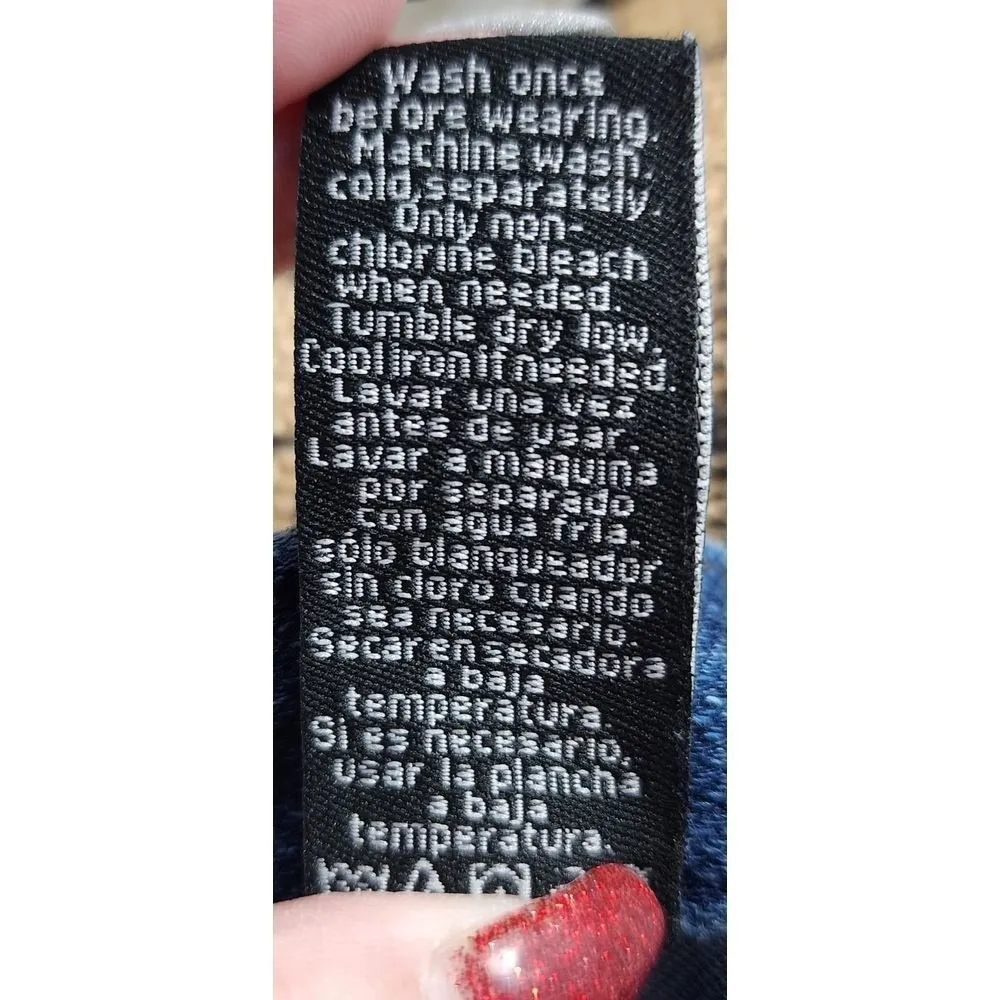 Wash once
before wearing.
Machine wash,
cold, separately.
Only non-
chlorine bleach
when needed.
Tumble dry low.
Cool iron if needed.
Lavar una vez
antes de usar.
Lavar a máquina
por separado
con agua fria.
sólo blanqueador
sin cloro cuando
sea necesario.
Secar en secadora
a baja
temperatura.
Si es necesario,
usar la plancha
a baja
temperatura.